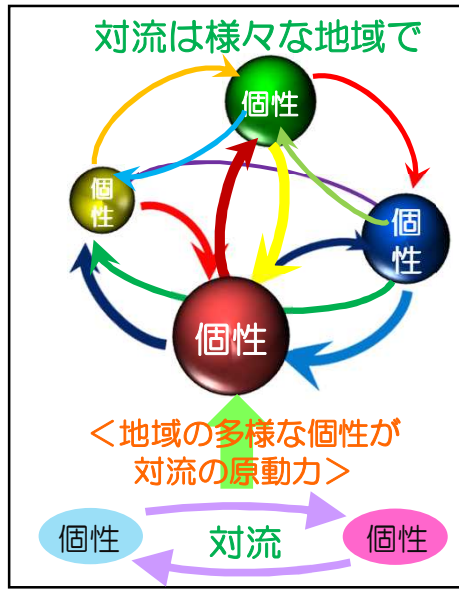 対流は様々な地域で
個性
個
性
個
性
個性
＜地域の多様な個性が
対流の原動力＞
個性
対流
個性